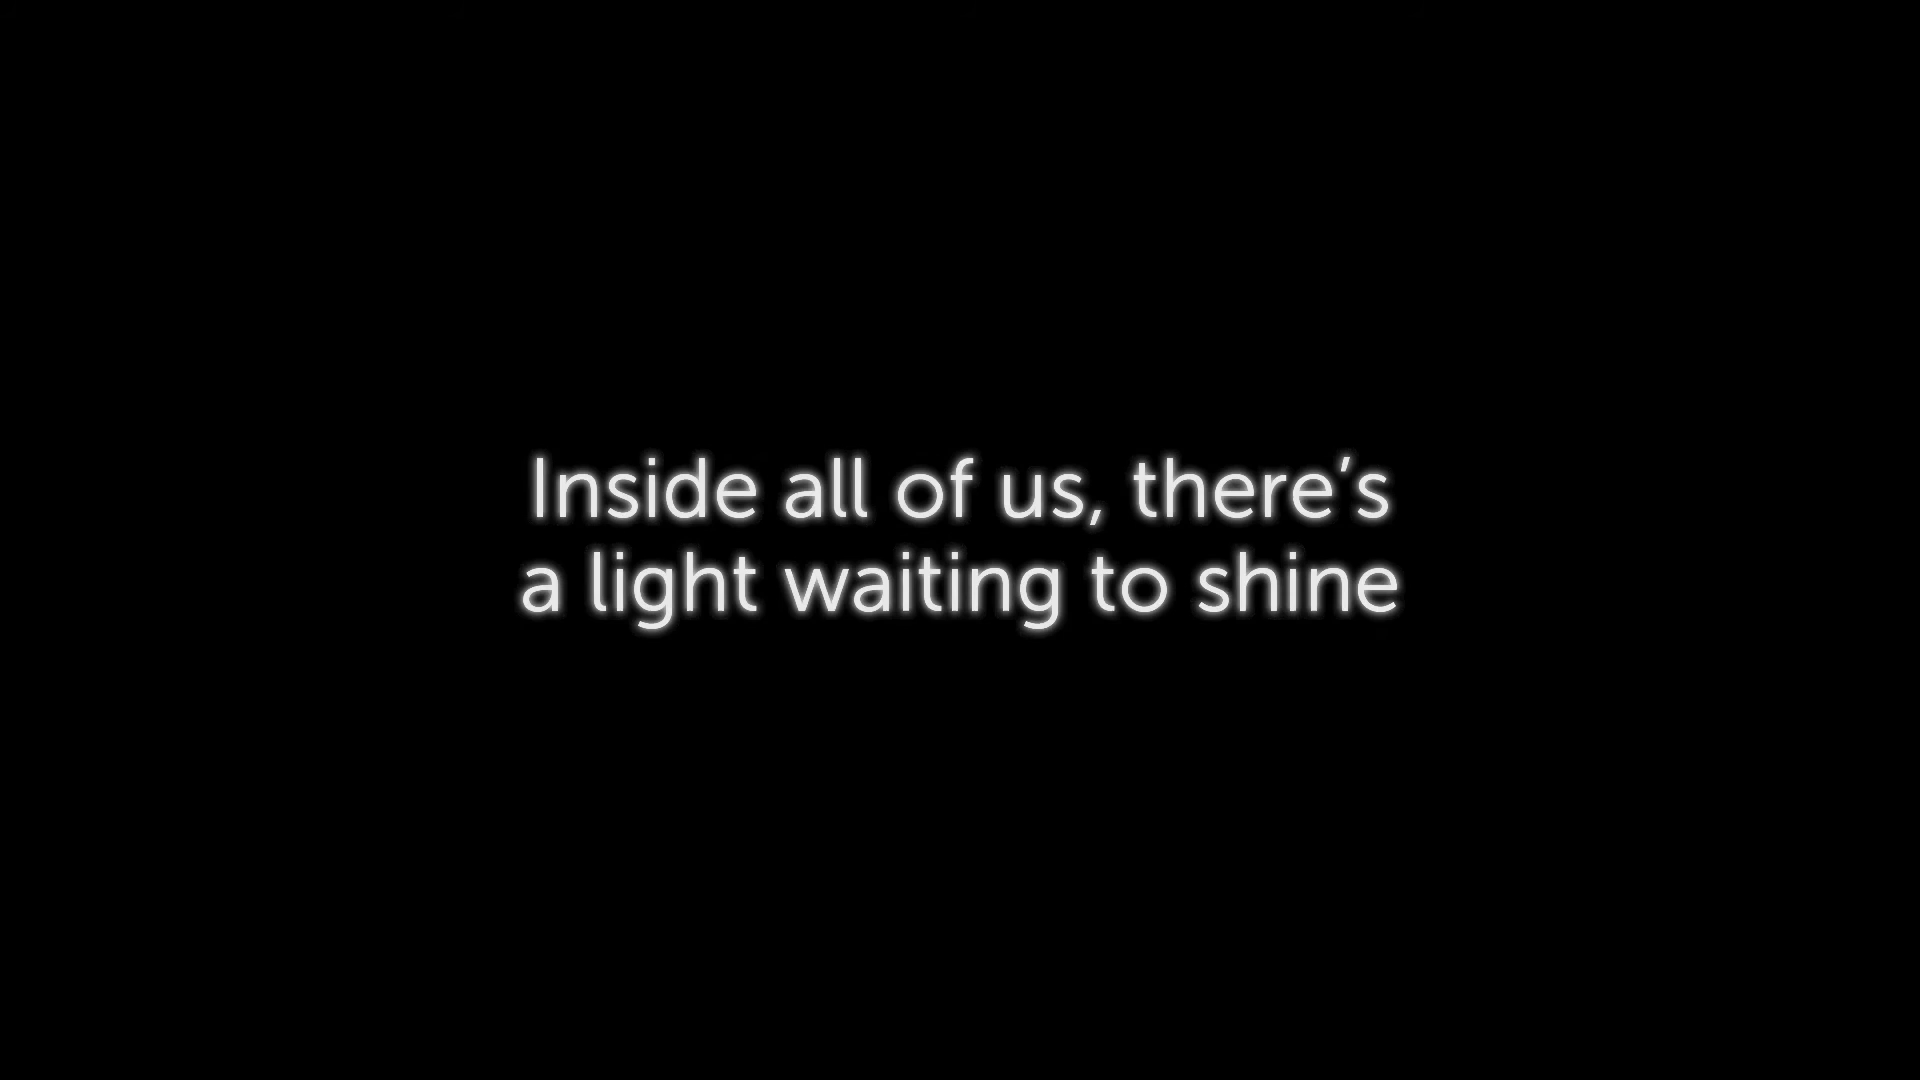 Inside all of us, there’s
a light waiting to shine